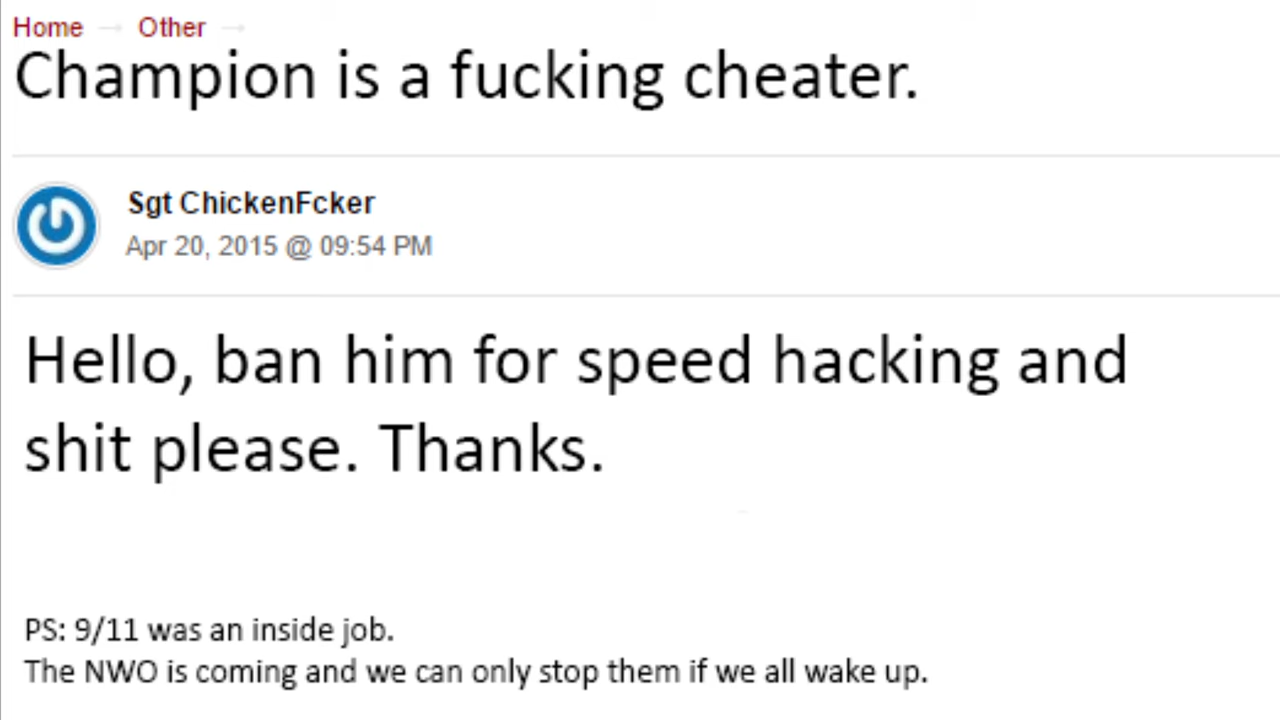 Home → Other →
Champion is a fucking cheater.
Sgt ChickenFcker
Apr 20, 2015 @ 09:54 PM
Hello, ban him for speed hacking and
shit please. Thanks.
PS: 9/11 was an inside job.
The NWO is coming and we can only stop them if we all wake up.